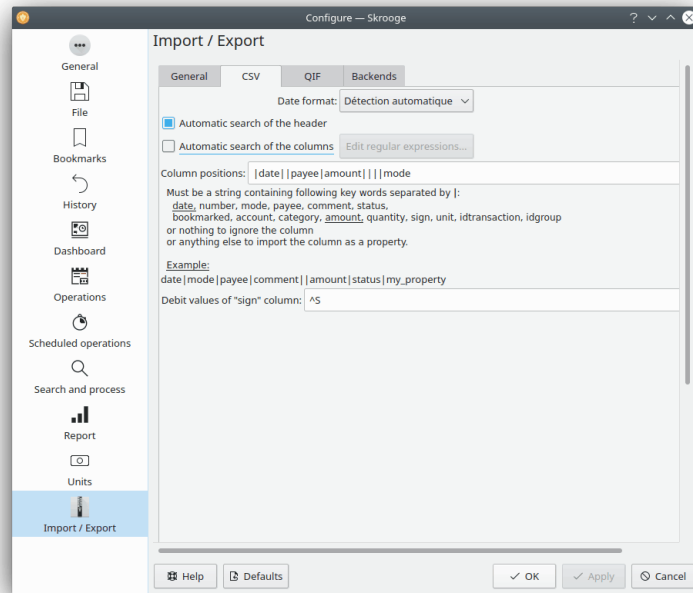 Configure — Skrooge
General
File
Bookmarks
History
Dashboard
Operations
Scheduled operations
Search and process
Report
Units
Import / Export
Import / Export
General CSV QIF Backends
Date format: Détection automatique
Automatic search of the header
Automatic search of the columns Edit regular expressions...
Column positions: |date||payee|amount||||mode
Must be a string containing following key words separated by |:
date, number, mode, payee, comment, status,
bookmarked, account, category, amount, quantity, sign, unit, idtransaction, idgroup
or nothing to ignore the column
or anything else to import the column as a property.
Example:
date|mode|payee|comment||amount|status|my_property
Debit values of "sign" column: ^S
Help Defaults OK Apply Cancel